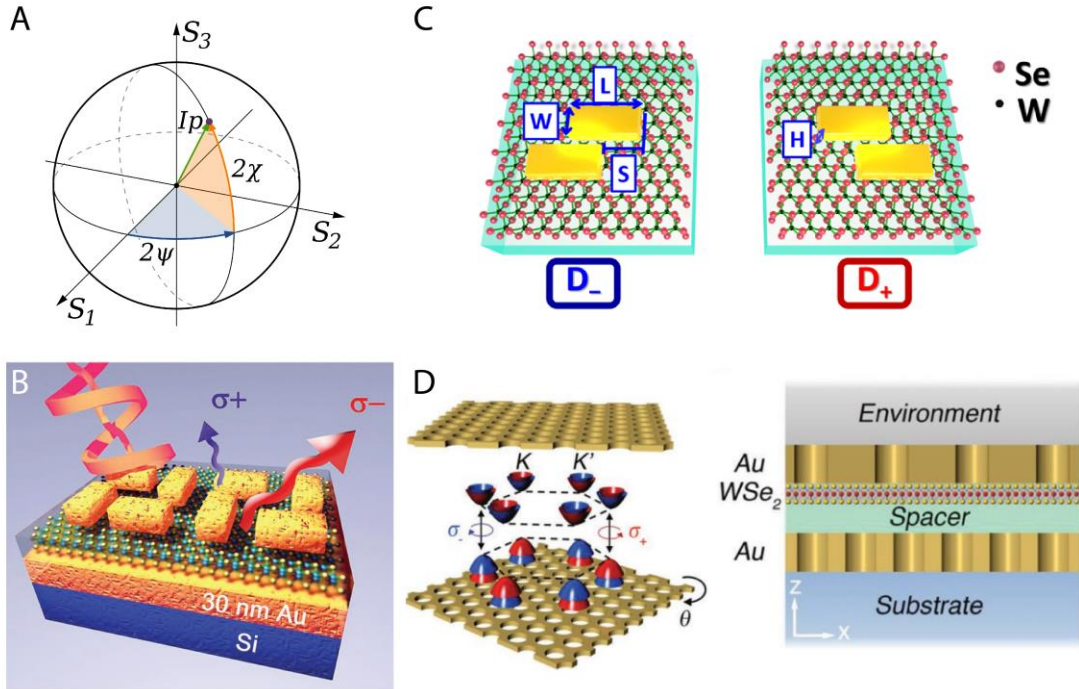 A
S3
Ip
2χ
S2
2ψ
S1
B
σ+
σ−
30 nm Au
Si
C
L
W
S
H
Se
W
D−
D+
D
K K'
σ-
σ+
θ
Environment
Au
WSe2
Spacer
Au
Substrate
z
x